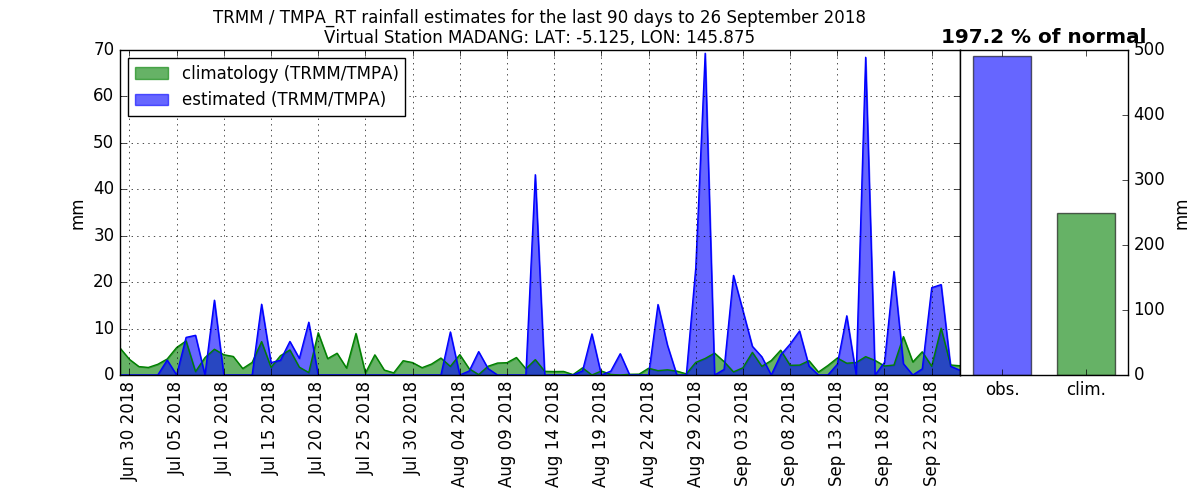 TRMM / TMPA_RT rainfall estimates for the last 90 days to 26 September 2018
Virtual Station MADANG: LAT: -5.125, LON: 145.875
197.2 % of normal
climatology (TRMM/TMPA)
estimated (TRMM/TMPA)
mm
70
60
50
40
30
20
10
0
Jun 30 2018
Jul 05 2018
Jul 10 2018
Jul 15 2018
Jul 20 2018
Jul 25 2018
Jul 30 2018
Aug 04 2018
Aug 09 2018
Aug 14 2018
Aug 19 2018
Aug 24 2018
Aug 29 2018
Sep 03 2018
Sep 08 2018
Sep 13 2018
Sep 18 2018
Sep 23 2018
500
400
300
200
100
0
mm
obs.
clim.